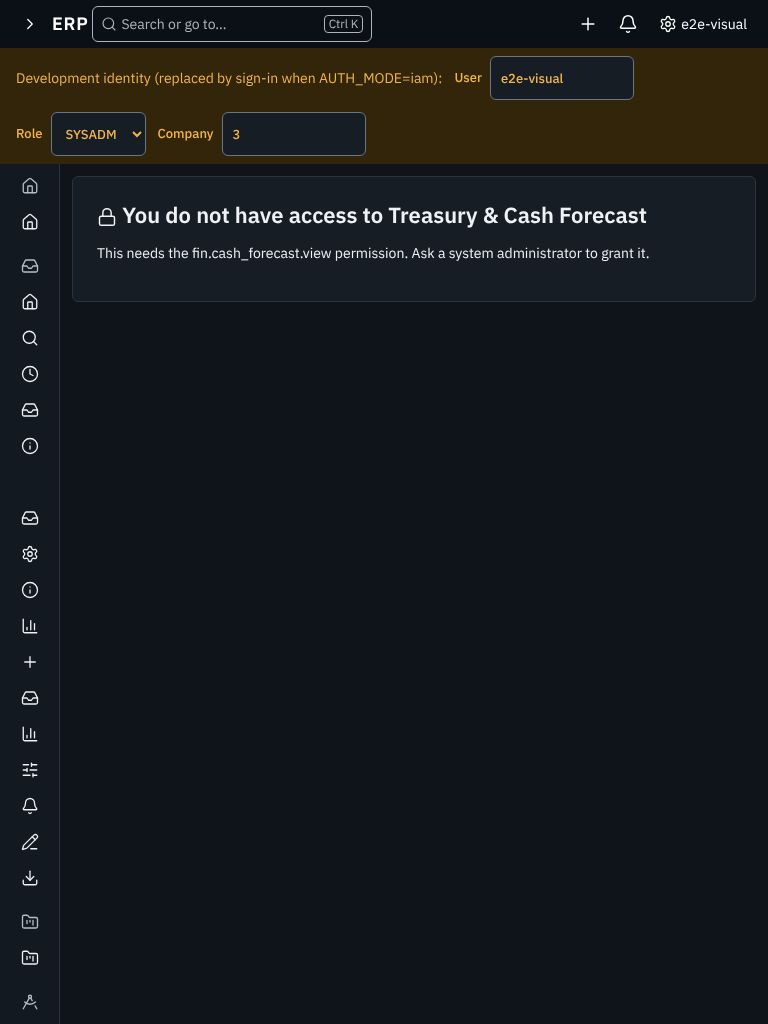 ERP Search or go to... Ctrl K e2e-visual
Development identity (replaced by sign-in when AUTH_MODE=iam): User e2e-visual
Role SYSADM Company 3
You do not have access to Treasury & Cash Forecast
This needs the fin.cash_forecast.view permission. Ask a system administrator to grant it.